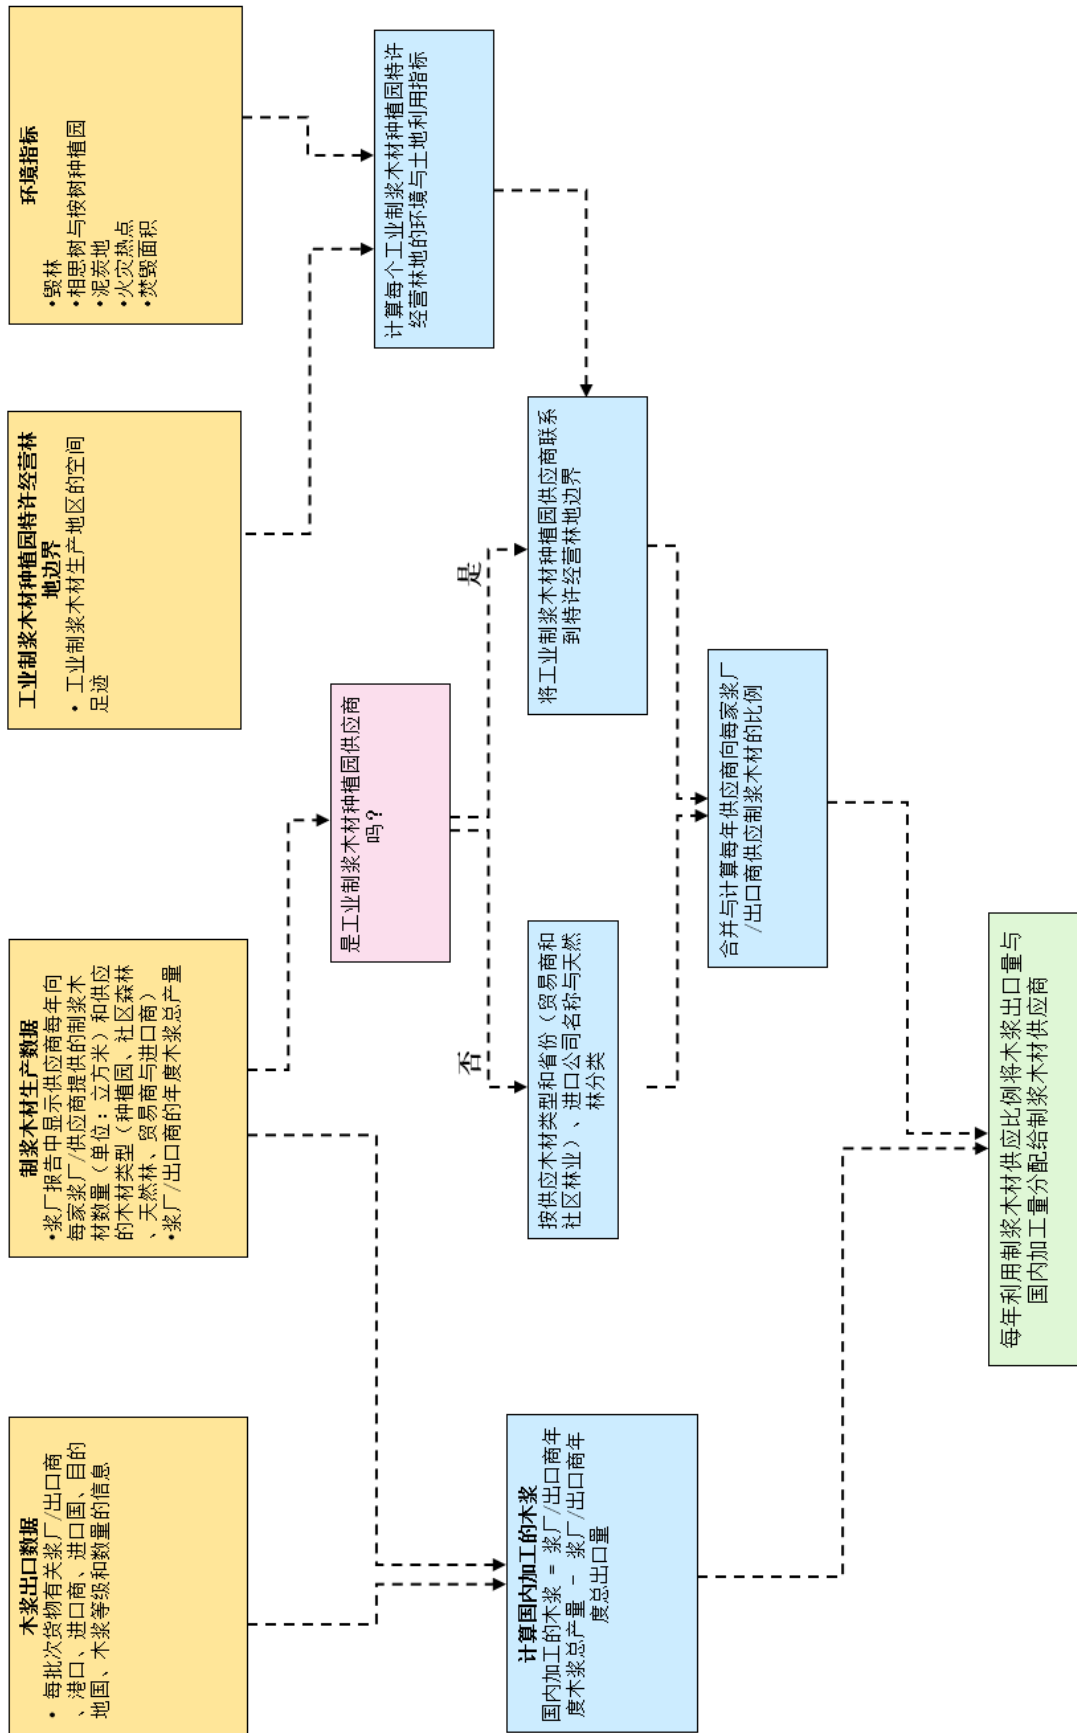 木浆出口数据
• 每批次货物有关浆厂/出口商
、港口、进口商、进口国、目的
地国、木浆等级和数量的信息
制浆木材生产数据
•浆厂报告中显示供应商每年向
每家浆厂/供应商提供的制浆木
材数量（单位：立方米）和供应
的木材类型（种植园、社区森林
、天然林、贸易商与进口商）
•浆厂/出口商的年度木浆总产量
工业制浆木材种植园特许经营林
地边界
• 工业制浆木材生产地区的空间
足迹
环境指标
•毁林
•相思树与桉树种植园
•泥炭地
•火灾热点
•焚毁面积
是工业制浆木材种植园供应商
吗？
计算每个工业制浆木材种植园特许
经营林地的环境与土地利用指标
否
是
计算国内加工的木浆
国内加工的木浆 = 浆厂/出口商年
度木浆总产量 - 浆厂/出口商年
度总出口量
按供应木材类型和省份（贸易商和
社区林业）、进口公司名称与天然
林分类
将工业制浆木材种植园供应商联系
到特许经营林地边界
合并与计算每年供应商向每家浆厂
/出口商供应制浆木材的比例
每年利用制浆木材供应比例将木浆出口量与
国内加工量分配给制浆木材供应商